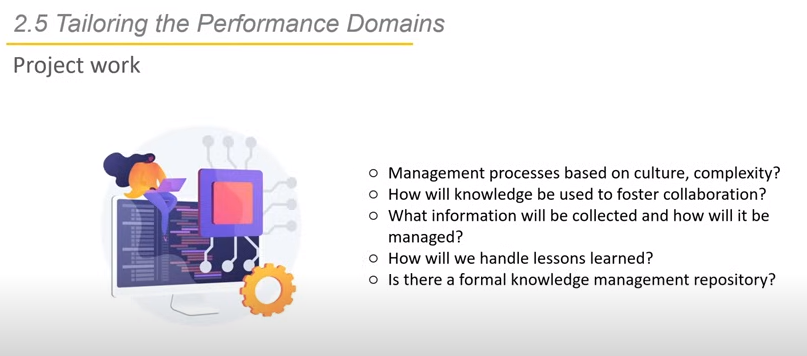 2.5 Tailoring the Performance Domains
Project work
○ Management processes based on culture, complexity?
○ How will knowledge be used to foster collaboration?
○ What information will be collected and how will it be
managed?
○ How will we handle lessons learned?
○ Is there a formal knowledge management repository?